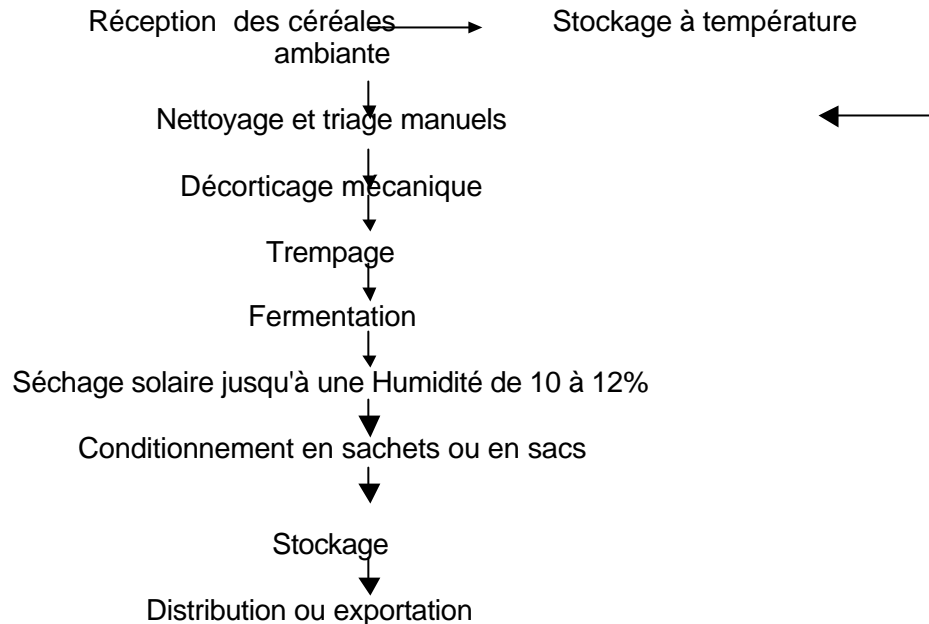 Réception des céréales Stockage à température
ambiante
Nettoyage et triage manuels
Décorticage mécanique
Trempage
Fermentation
Séchage solaire jusqu'à une Humidité de 10 à 12%
Conditionnement en sachets ou en sacs
Stockage
Distribution ou exportation